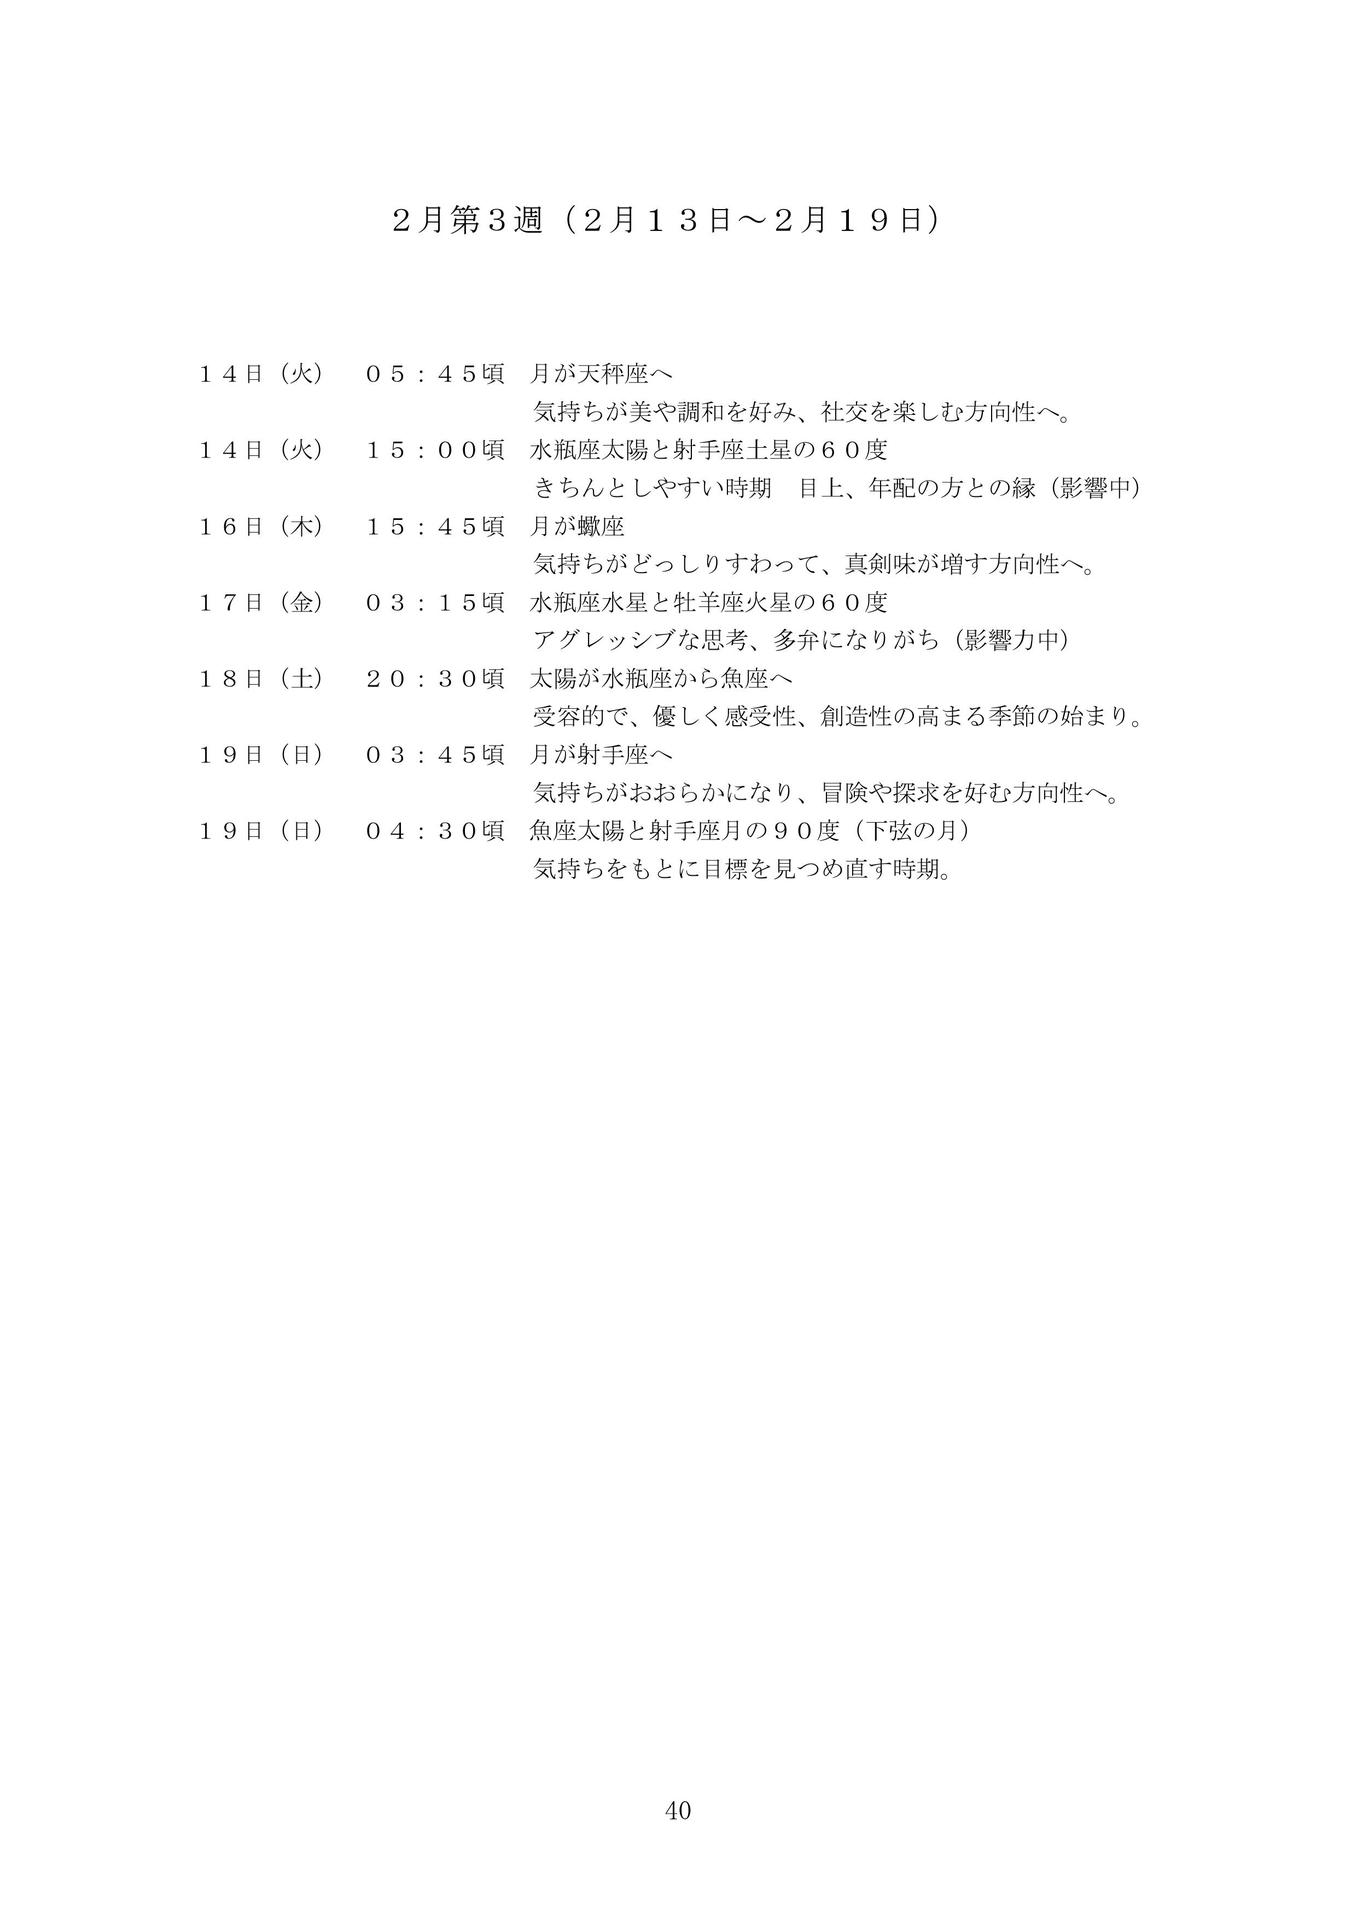 ２月第３週（２月１３日～２月１９日）
１４日（火）　０５：４５頃　月が天秤座へ
気持ちが美や調和を好み、社交を楽しむ方向性へ。
１４日（火）　１５：００頃　水瓶座太陽と射手座土星の６０度
きちんとしやすい時期　目上、年配の方との縁（影響中）
１６日（木）　１５：４５頃　月が蠍座
気持ちがどっしりすわって、真剣味が増す方向性へ。
１７日（金）　０３：１５頃　水瓶座水星と牡羊座火星の６０度
アグレッシブな思考、多弁になりがち（影響力中）
１８日（土）　２０：３０頃　太陽が水瓶座から魚座へ
受容的で、優しく感受性、創造性の高まる季節の始まり。
１９日（日）　０３：４５頃　月が射手座へ
気持ちがおおらかになり、冒険や探求を好む方向性へ。
１９日（日）　０４：３０頃　魚座太陽と射手座月の９０度（下弦の月）
気持ちをもとに目標を見つめ直す時期。
40